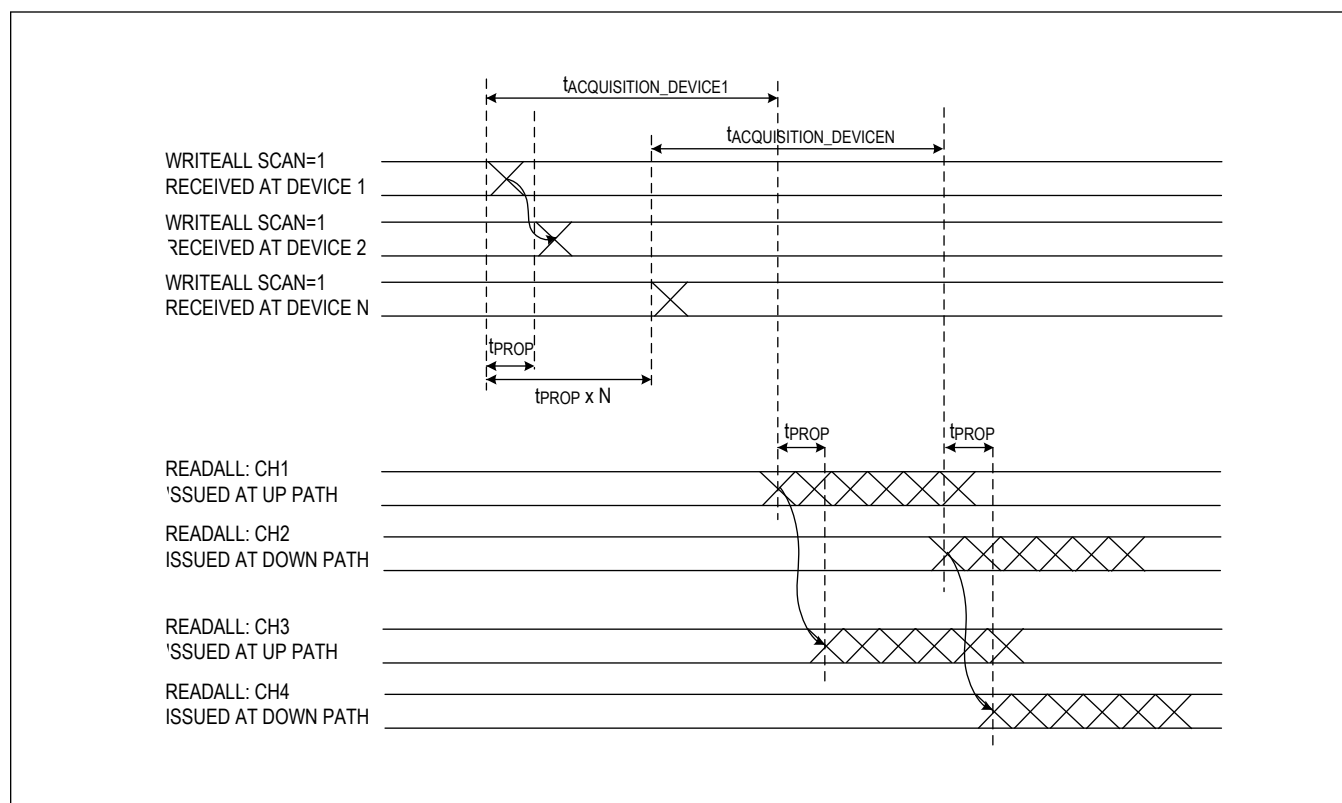 tACQUISITION_DEVICE1
tACQUISITION_DEVICEN
WRITEALL SCAN=1
RECEIVED AT DEVICE 1
WRITEALL SCAN=1
RECEIVED AT DEVICE 2
WRITEALL SCAN=1
RECEIVED AT DEVICE N
tPROP
tPROP x N
tPROP
tPROP
READALL: CH1
ISSUED AT UP PATH
READALL: CH2
ISSUED AT DOWN PATH
READALL: CH3
ISSUED AT UP PATH
READALL: CH4
ISSUED AT DOWN PATH